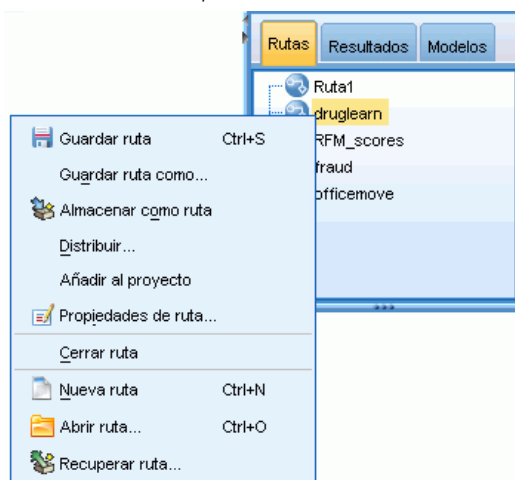 Rutas Resultados Modelos
Ruta1
druglearn
RFM_scores
fraud
officemove
Guardar ruta Ctrl+S
Guardar ruta como...
Almacenar como ruta
Distribuir...
Añadir al proyecto
Propiedades de ruta...
Cerrar ruta
Nueva ruta Ctrl+N
Abrir ruta... Ctrl+O
Recuperar ruta...